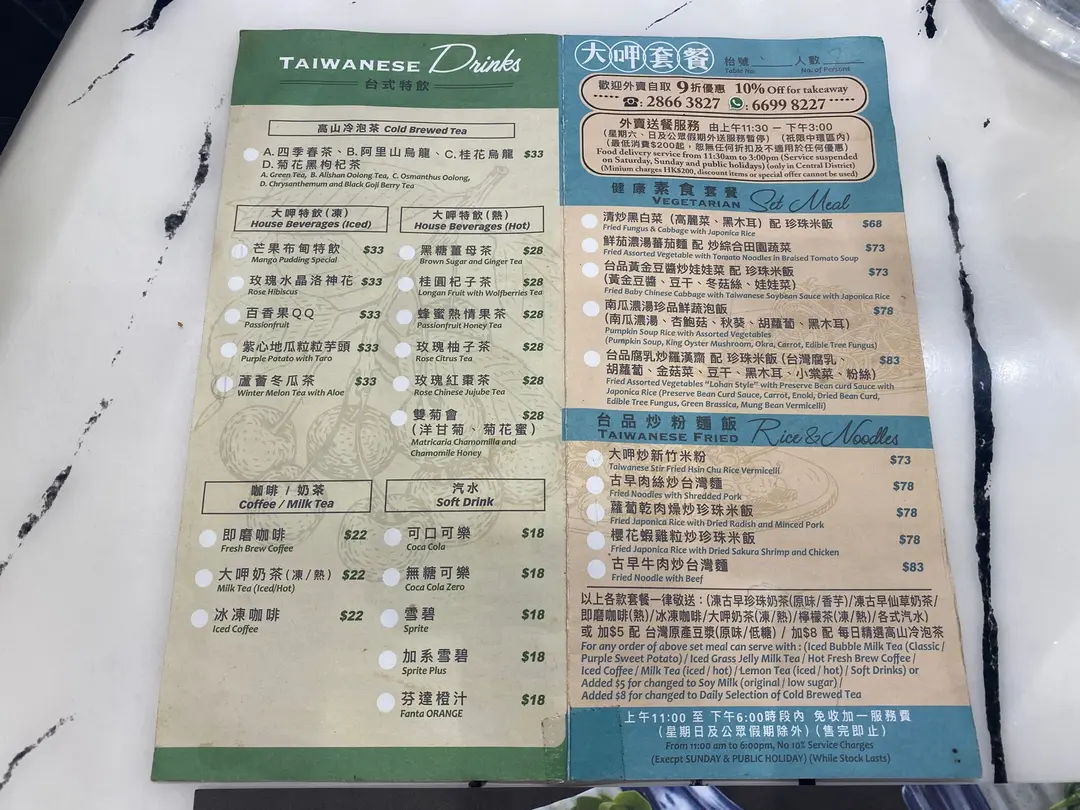 TAIWANESE Drinks
台式特飲
高山冷泡茶 Cold Brewed Tea
A.四季春茶、B.阿里山烏龍、C.桂花烏龍 $33
D.菊花黑枸杞茶
A. Green Tea, B. Alishan Oolong Tea, C. Osmanthus Oolong,
D. Chrysanthemum and Black Goji Berry Tea
大呷特飲(凍)
House Beverages (Iced)
芒果布甸特飲 $33
Mango Pudding Special
玫瑰水晶洛神花 $33
Rose Hibiscus
百香果QQ $33
Passionfruit
紫心地瓜粒粒芋頭 $33
Purple Potato with Taro
蘆薈冬瓜茶 $33
Winter Melon Tea with Aloe
大呷特飲(熱)
House Beverages (Hot)
黑糖薑母茶 $28
Brown Sugar and Ginger Tea
桂圓杞子茶 $28
Longan Fruit with Wolfberries Tea
蜂蜜熱情果茶 $28
Passionfruit Honey Tea
玫瑰柚子茶 $28
Rose Citrus Tea
玫瑰紅棗茶 $28
Rose Chinese Jujube Tea
雙菊會 $28
(洋甘菊、菊花蜜)
Matricaria Chamomilla and
Chamomile Honey
咖啡 / 奶茶
Coffee / Milk Tea
即磨咖啡 $22
Fresh Brew Coffee
大呷奶茶(凍/熱) $22
Milk Tea (Iced/Hot)
冰凍咖啡 $22
Iced Coffee
汽水
Soft Drink
可口可樂 $18
Coca Cola
無糖可樂 $18
Coca Cola Zero
雪碧 $18
Sprite
加系雪碧 $18
Sprite Plus
芬達橙汁 $18
Fanta ORANGE
大呷套餐
枱號 人數
Table No. No. of Persons
歡迎外賣自取 9折優惠 10% Off for takeaway
☎: 2866 3827 6699 8227
外賣送餐服務 由上午11:30 — 下午3:00
(星期六、日及公眾假期外送服務暫停) (祇限中環區內)
(最低消費$200起，恕無任何折扣及不適用於任何優惠)
Food delivery service from 11:30am to 3:00pm (Service suspended
on Saturday, Sunday and public holidays) (only in Central District)
(Minium charges HK$200, discount items or special offer cannot be used)
健康素食套餐
VEGETARIAN Set Meal
清炒黑白菜 (高麗菜、黑木耳) 配 珍珠米飯 $68
Fried Fungus & Cabbage with Japonica Rice
鮮茄濃湯蕃茄麵 配 炒綜合田園蔬菜 $73
Fried Assorted Vegetable with Tomato Noodles in Braised Tomato Soup
台品黃金豆醬炒娃娃菜 配 珍珠米飯 $73
(黃金豆醬、豆干、冬菇絲、娃娃菜)
Fried Baby Chinese Cabbage with Taiwanese Soybean Sauce with Japonica Rice
南瓜濃湯珍品鮮蔬泡飯 $78
(南瓜濃湯、杏鮑菇、秋葵、胡蘿蔔、黑木耳)
Pumpkin Soup Rice with Assorted Vegetables
(Pumpkin Soup, King Oyster Mushroom, Okra, Carrot, Edible Tree Fungus)
台品腐乳炒羅漢齋 配 珍珠米飯 (台灣腐乳、 $83
胡蘿蔔、金菇菜、豆干、黑木耳、小棠菜、粉絲)
Fried Assorted Vegetables "Lohan Style" with Preserve Bean curd Sauce with
Japonica Rice (Preserve Bean Curd Sauce, Carrot, Enoki, Dried Bean Curd,
Edible Tree Fungus, Green Brassica, Mung Bean Vermicelli)
台品炒粉麵飯
TAIWANESE FRIED Rice & Noodles
大呷炒新竹米粉 $73
Taiwanese Stir Fried Hsin Chu Rice Vermicelli
古早肉絲炒台灣麵 $78
Fried Noodles with Shredded Pork
蘿蔔乾肉燥炒珍珠米飯 $78
Fried Japonica Rice with Dried Radish and Minced Pork
櫻花蝦雞粒炒珍珠米飯 $78
Fried Japonica Rice with Dried Sakura Shrimp and Chicken
古早牛肉炒台灣麵 $83
Fried Noodle with Beef
以上各款套餐一律敬送：(凍古早珍珠奶茶(原味/香芋)/凍古早仙草奶茶/
即磨咖啡(熱)/冰凍咖啡/大呷奶茶(凍/熱)/檸檬茶(凍/熱)/各式汽水)
或 加$5 配 台灣原產豆漿(原味/低糖) / 加$8 配 每日精選高山冷泡茶
For any order of above set meal can serve with : (Iced Bubble Milk Tea (Classic /
Purple Sweet Potato) / Iced Grass Jelly Milk Tea / Hot Fresh Brew Coffee /
Iced Coffee / Milk Tea (iced / hot) / Lemon Tea (iced / hot) / Soft Drinks) or
Added $5 for changed to Soy Milk (original / low sugar) /
Added $8 for changed to Daily Selection of Cold Brewed Tea
上午11:00 至 下午6:00時段內 免收加一服務費
(星期日及公眾假期除外) (售完即止)
From 11:00 am to 6:00pm, No 10% Service Charges
(Execpt SUNDAY & PUBLIC HOLIDAY) (While Stock Lasts)